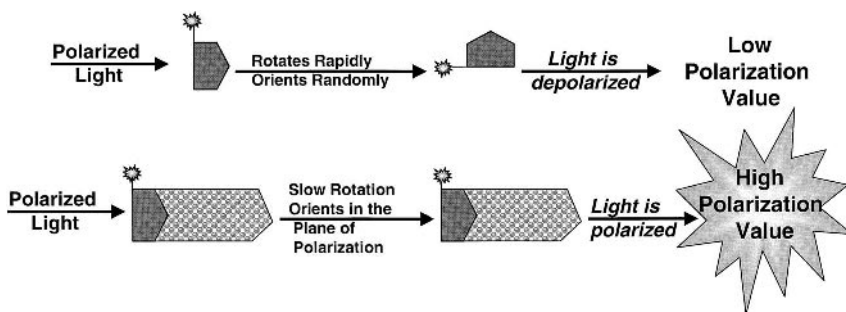 Polarized
Light
Rotates Rapidly
Orients Randomly
Light is
depolarized
Low
Polarization
Value
Polarized
Light
Slow Rotation
Orients in the
Plane of
Polarization
Light is
polarized
High
Polarization
Value